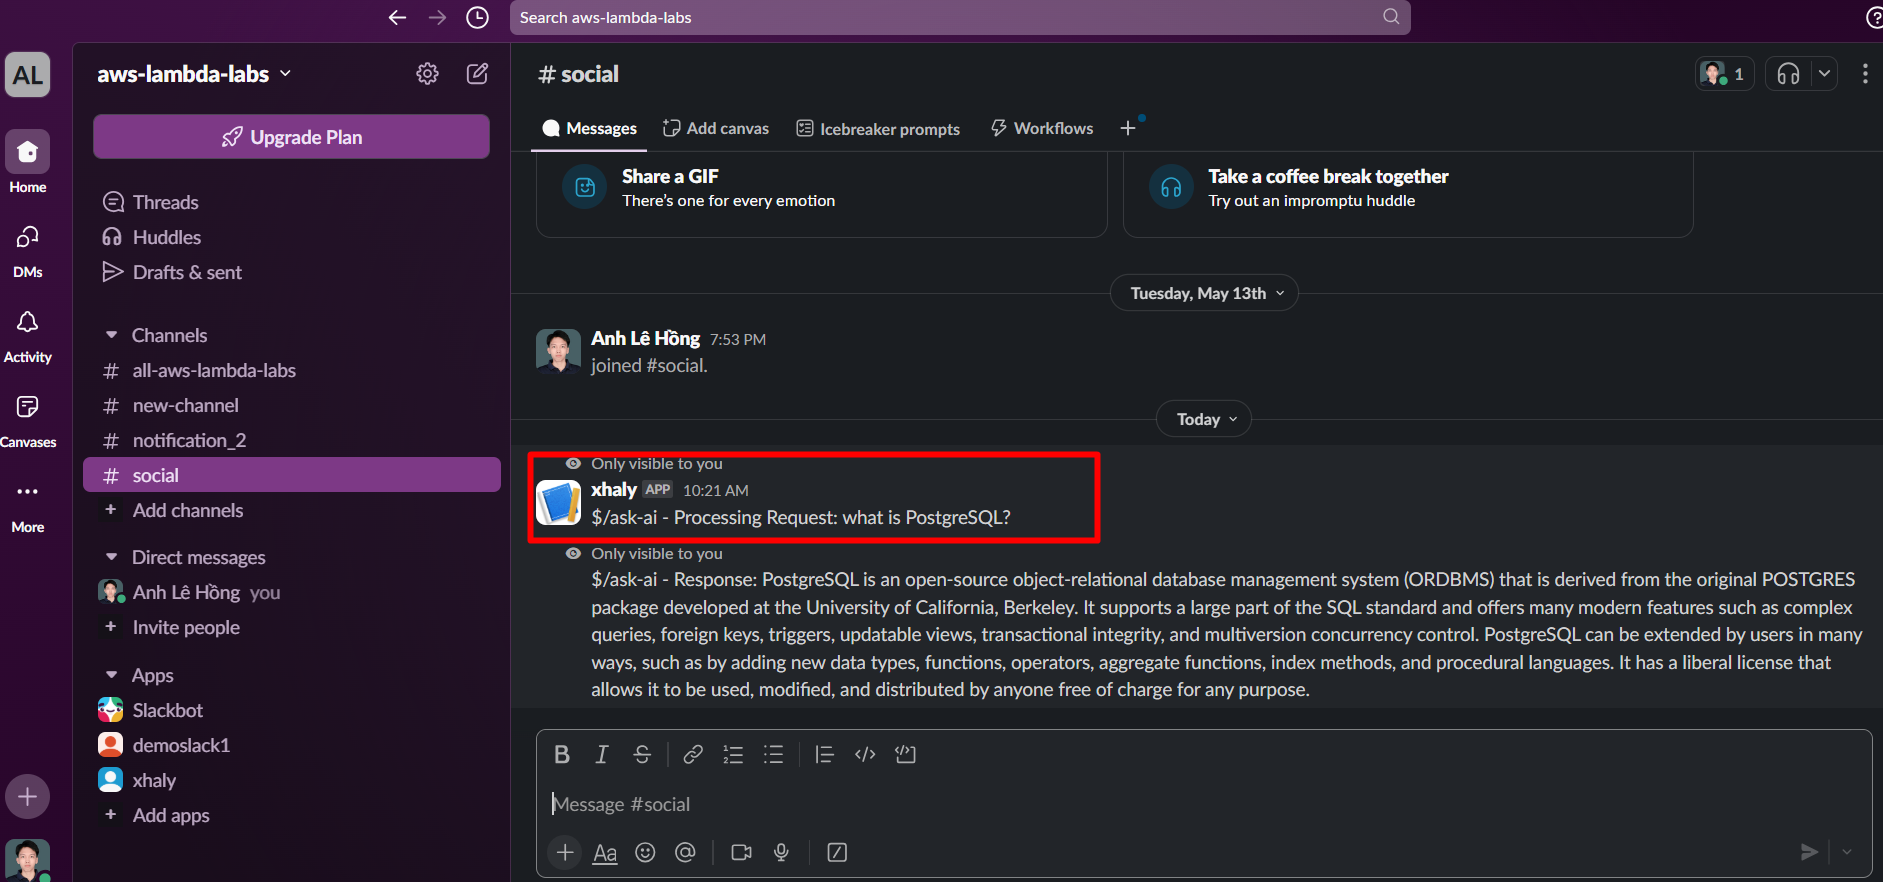 Search aws-lambda-labs
AL
Home
DMs
Activity
Canvases
More
aws-lambda-labs
Upgrade Plan
Threads
Huddles
Drafts & sent
Channels
# all-aws-lambda-labs
# new-channel
# notification_2
# social
+ Add channels
Direct messages
Anh Lê Hồng you
+ Invite people
Apps
Slackbot
demoslack1
xhaly
+ Add apps
# social
1
Messages
Add canvas
Icebreaker prompts
Workflows
+
Share a GIF
There's one for every emotion
Take a coffee break together
Try out an impromptu huddle
Tuesday, May 13th
Anh Lê Hồng 7:53 PM
joined #social.
Today
Only visible to you
xhaly APP 10:21 AM
$/ask-ai - Processing Request: what is PostgreSQL?
Only visible to you
$/ask-ai - Response: PostgreSQL is an open-source object-relational database management system (ORDBMS) that is derived from the original POSTGRES
package developed at the University of California, Berkeley. It supports a large part of the SQL standard and offers many modern features such as complex
queries, foreign keys, triggers, updatable views, transactional integrity, and multiversion concurrency control. PostgreSQL can be extended by users in many
ways, such as by adding new data types, functions, operators, aggregate functions, index methods, and procedural languages. It has a liberal license that
allows it to be used, modified, and distributed by anyone free of charge for any purpose.
B I S
Message #social
+ Aa @